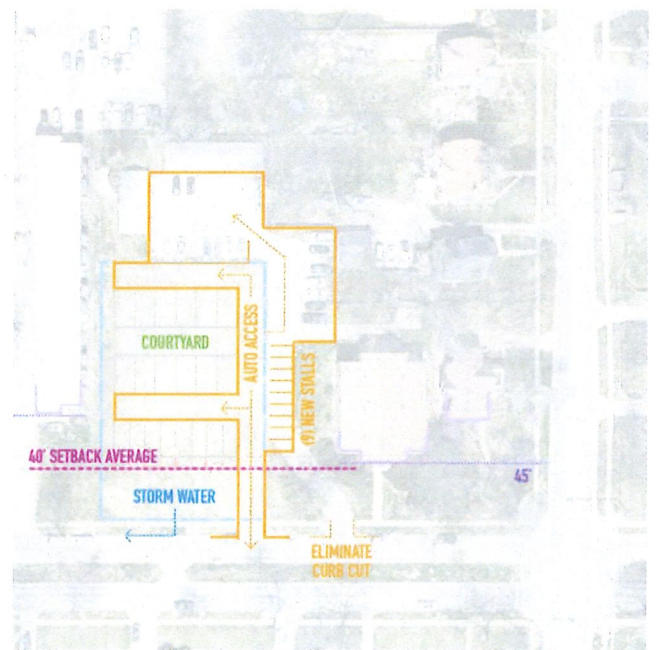 COURTYARD
AUTO ACCESS
(9) NEW STALLS
40' SETBACK AVERAGE
45'
STORM WATER
ELIMINATE
CURB CUT